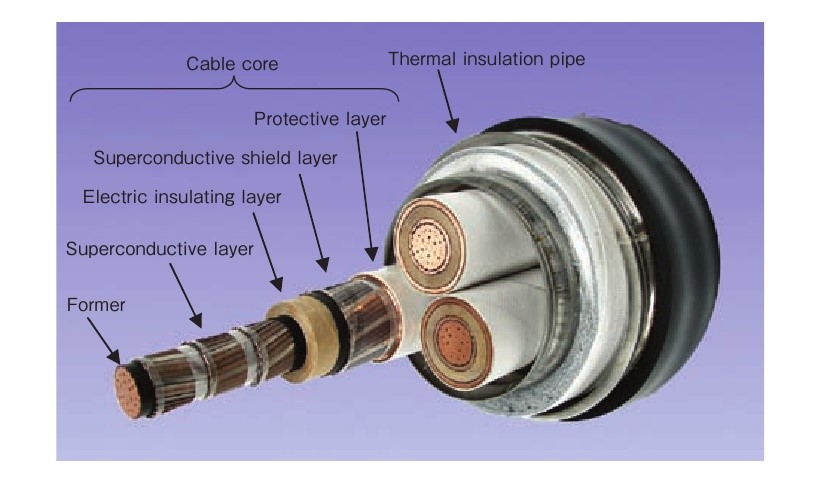 Cable core
Thermal insulation pipe
Protective layer
Superconductive shield layer
Electric insulating layer
Superconductive layer
Former